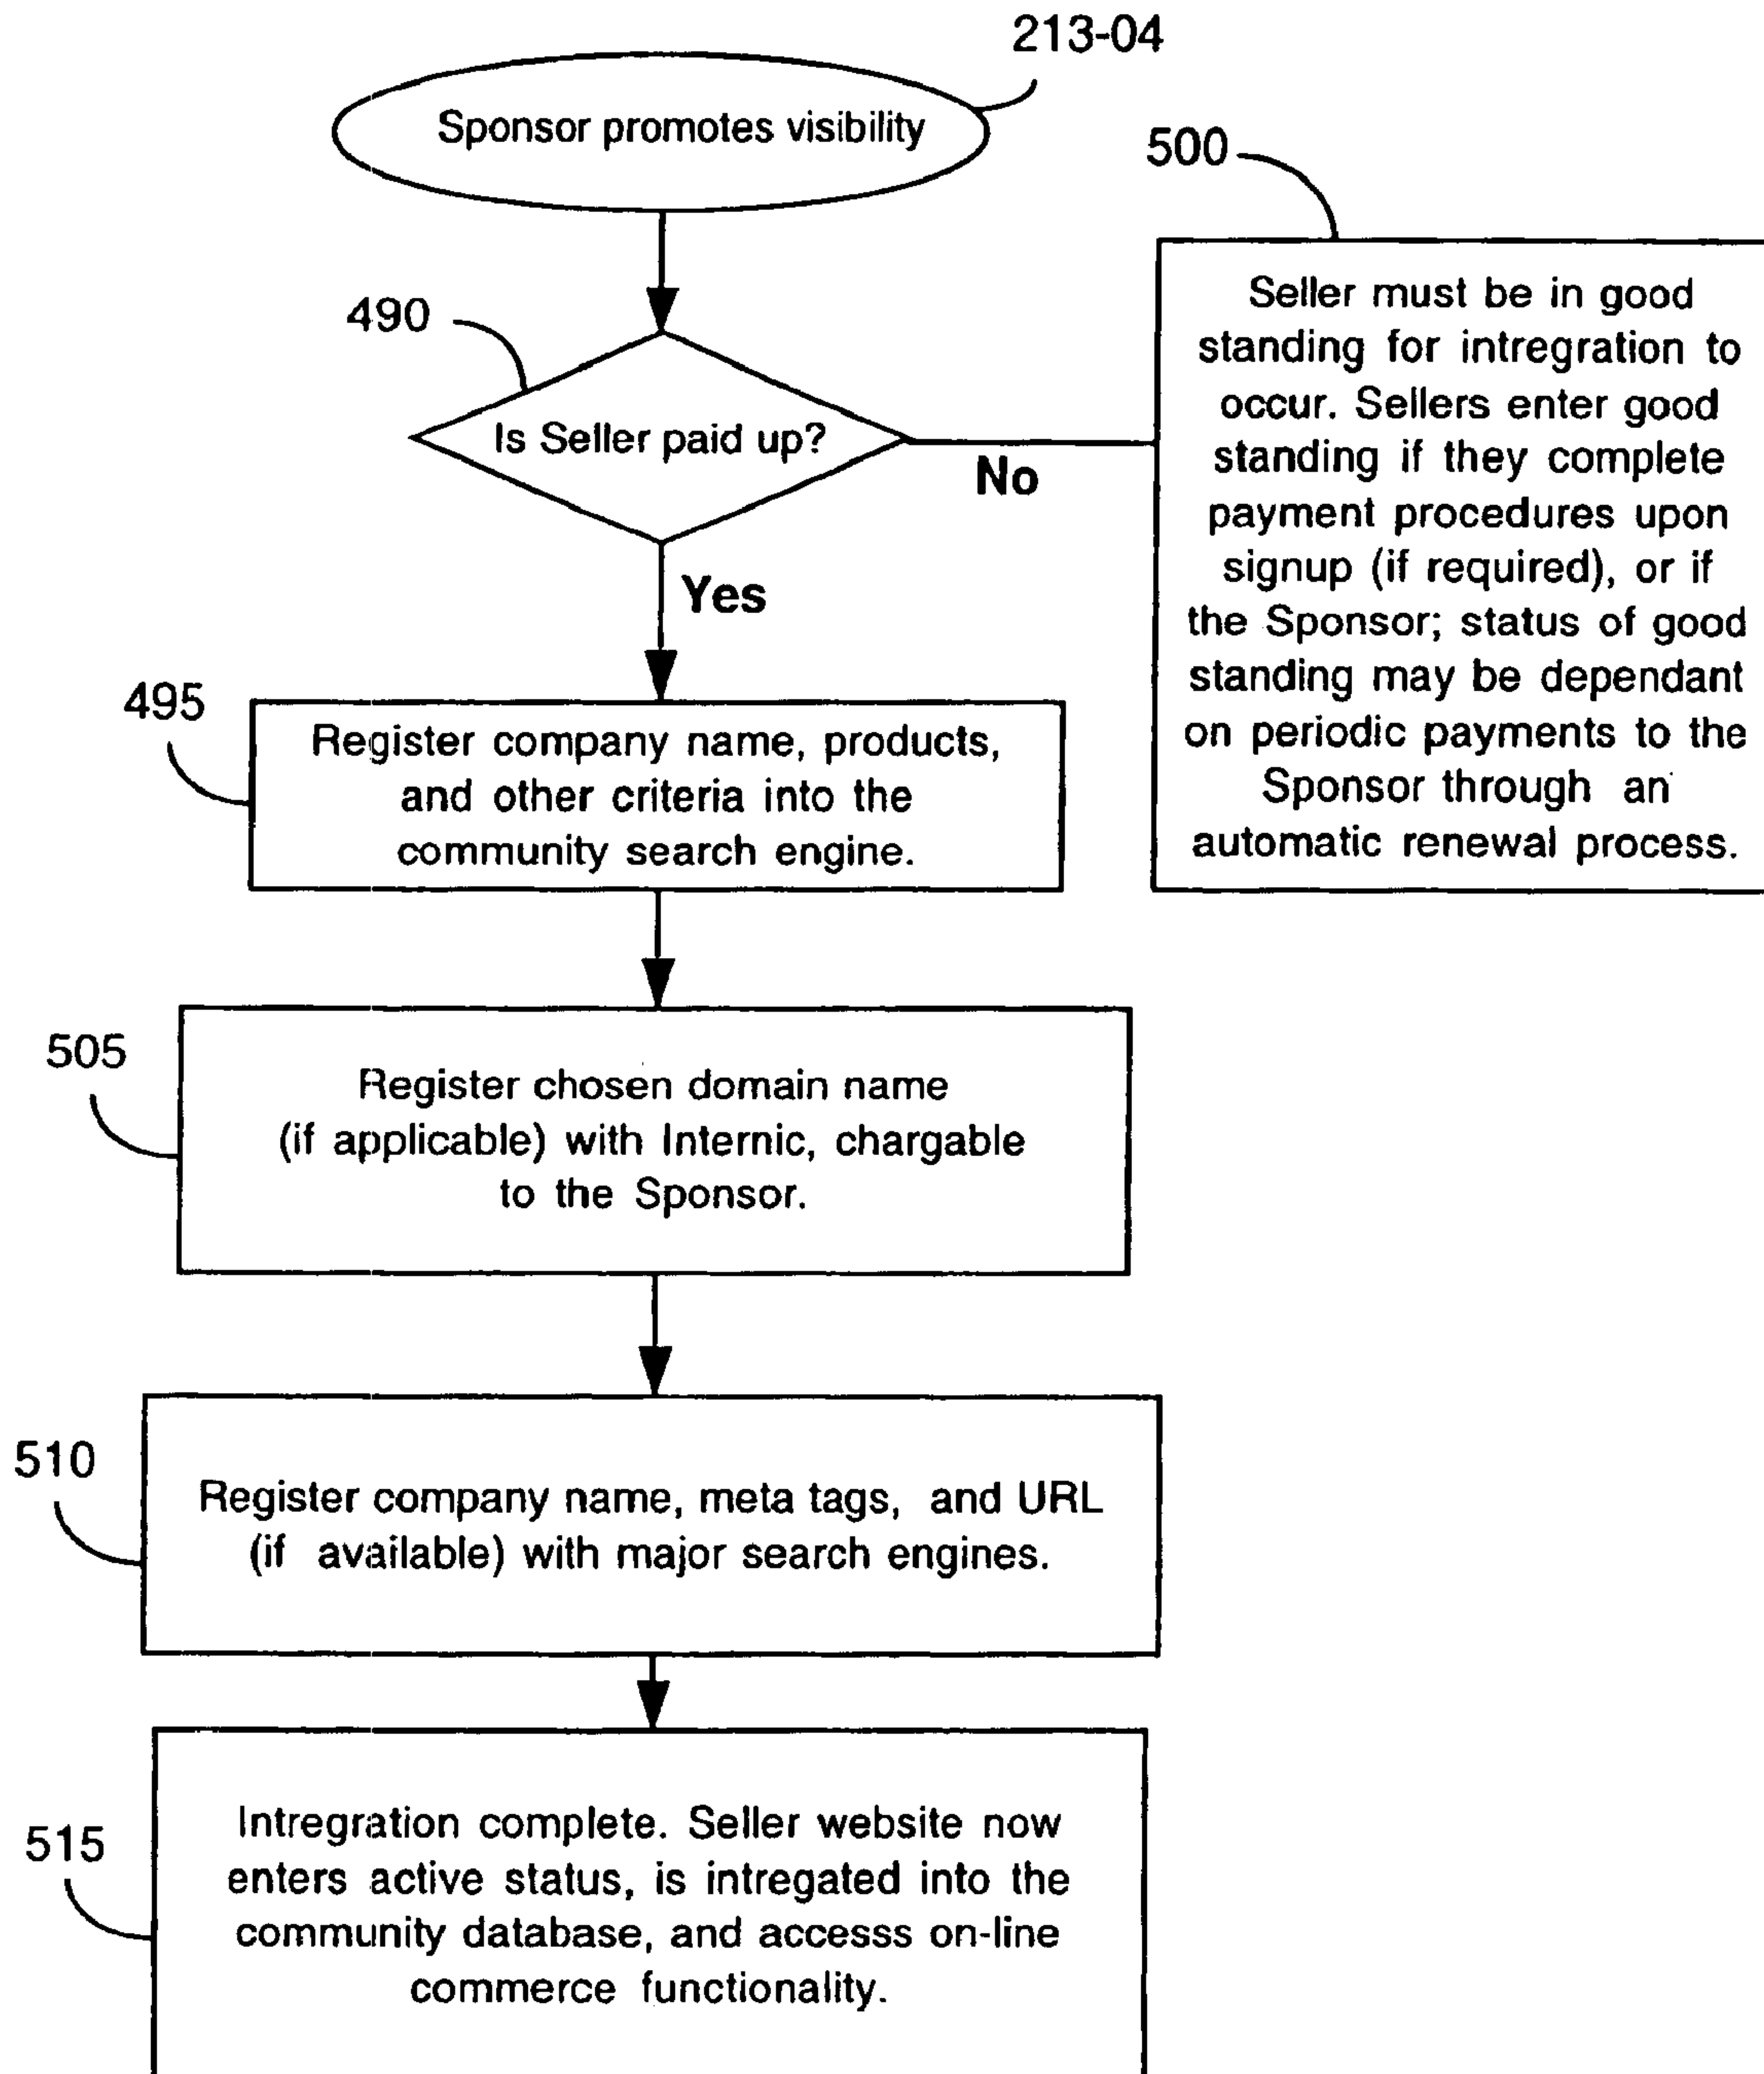 213-04
Sponsor promotes visibility
500
490
Is Seller paid up?
No
Yes
Seller must be in good
standing for intregration to
occur. Sellers enter good
standing if they complete
payment procedures upon
signup (if required), or if
the Sponsor; status of good
standing may be dependant
on periodic payments to the
Sponsor through an
automatic renewal process.
495
Register company name, products,
and other criteria into the
community search engine.
505
Register chosen domain name
(if applicable) with Internic, chargable
to the Sponsor.
510
Register company name, meta tags, and URL
(if available) with major search engines.
515
Intregration complete. Seller website now
enters active status, is intregated into the
community database, and accesss on-line
commerce functionality.